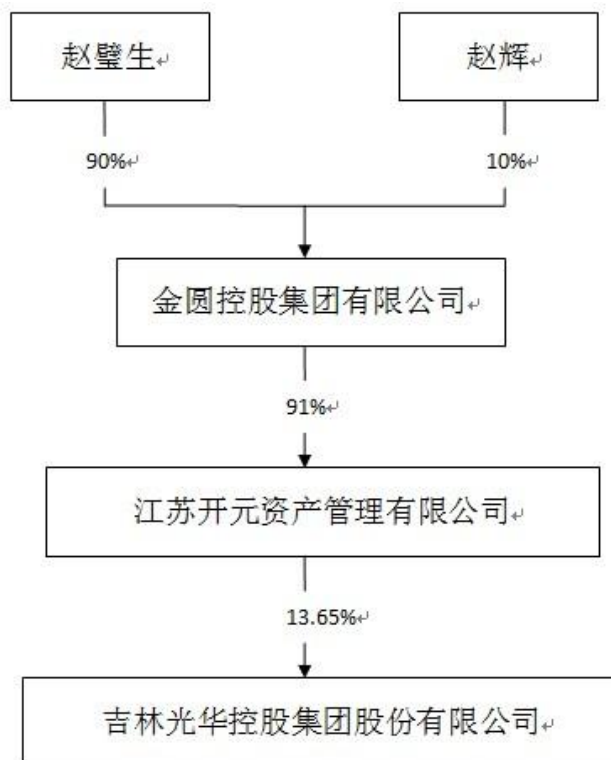 赵璧生
赵辉
90%
10%
金圆控股集团有限公司
91%
江苏开元资产管理有限公司
13.65%
吉林光华控股集团股份有限公司